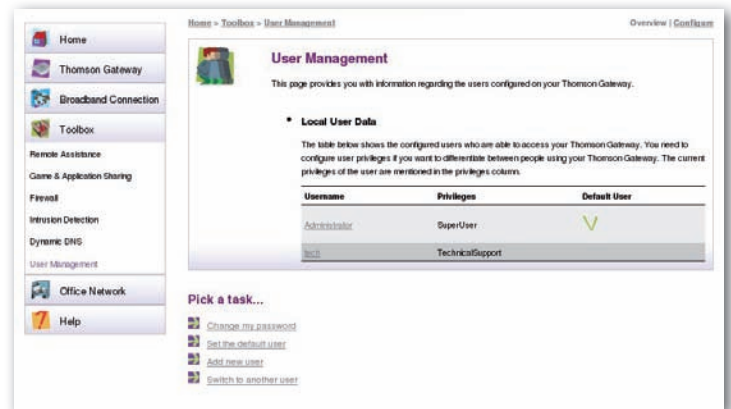 Home > Toolbox > User Management
Overview | Configure
Home
Thomson Gateway
Broadband Connection
Toolbox
Remote Assistance
Game & Application Sharing
Firewall
Intrusion Detection
Dynamic DNS
User Management
Office Network
Help
User Management
This page provides you with information regarding the users configured on your Thomson Gateway.
• Local User Data
The table below shows the configured users who are able to access your Thomson Gateway. You need to
configure user privileges if you want to differentiate between people using your Thomson Gateway. The current
privileges of the user are mentioned in the privileges column.
Username Privileges Default User
Administrator SuperUser
tech TechnicalSupport
Pick a task...
Change my password
Set the default user
Add new user
Switch to another user